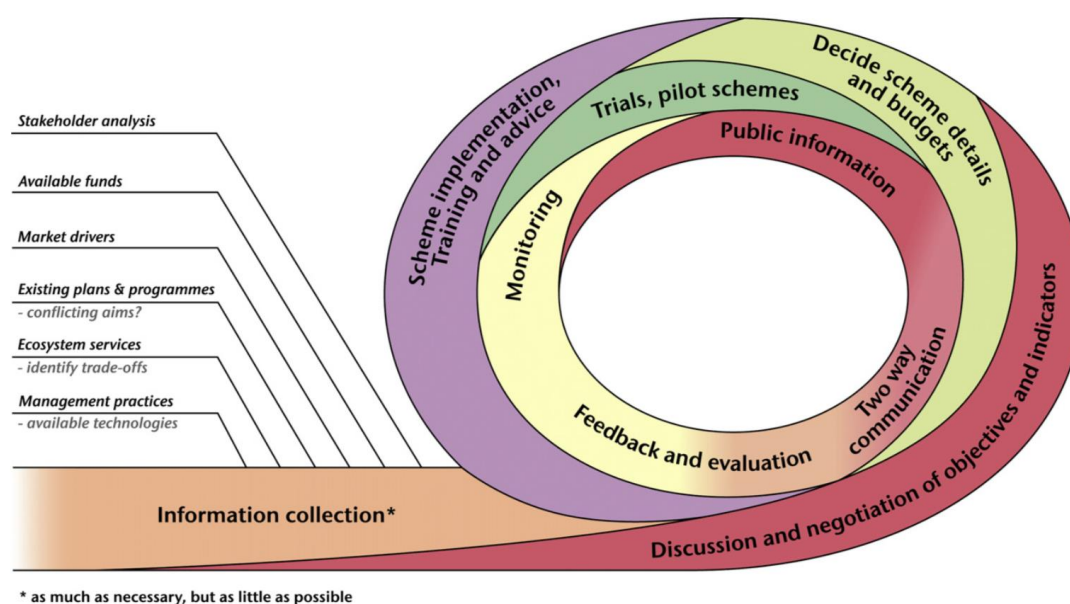 Stakeholder analysis
Available funds
Market drivers
Existing plans & programmes
- conflicting aims?
Ecosystem services
- identify trade-offs
Management practices
- available technologies
Information collection*
* as much as necessary, but as little as possible
Discussion and negotiation of objectives and indicators
Decide scheme details
and budgets
Scheme implementation,
Training and advice
Trials, pilot schemes
Monitoring
Feedback and evaluation
Two way
communication
Public information